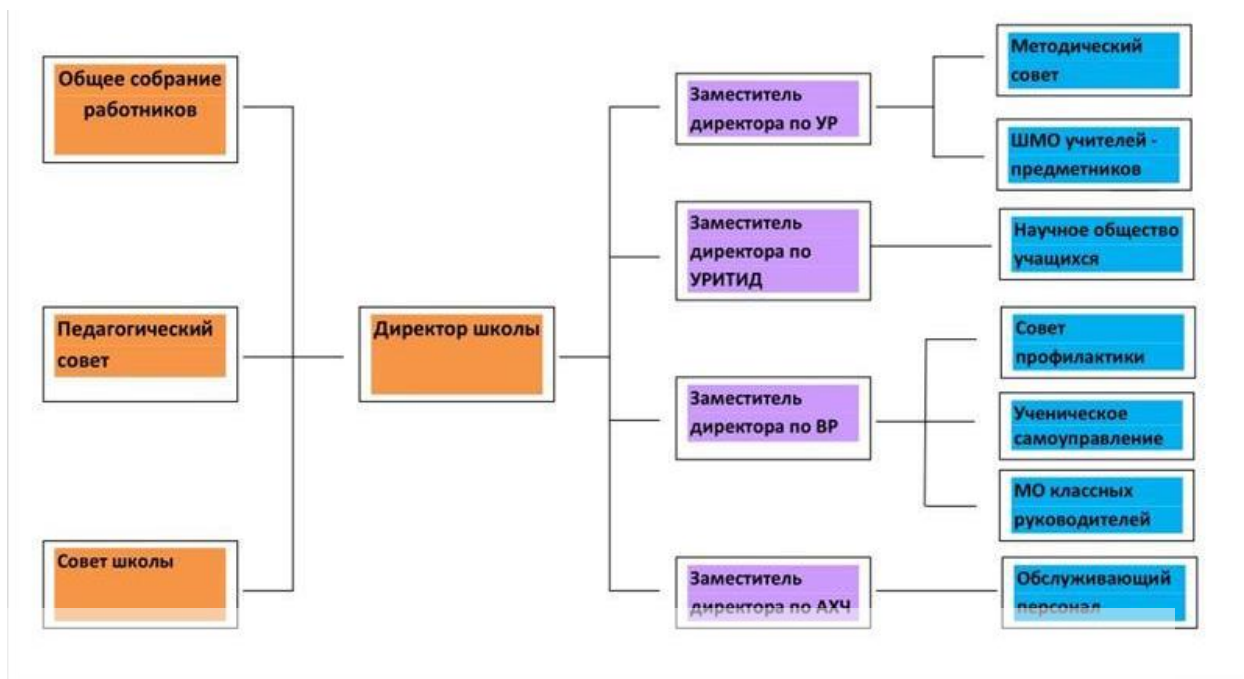 Общее собрание
работников
Педагогический
совет
Совет школы
Директор школы
Заместитель
директора по УР
Заместитель
директора по
УРИТИД
Заместитель
директора по ВР
Заместитель
директора по АХЧ
Методический
совет
ШМО учителей -
предметников
Научное общество
учащихся
Совет
профилактики
Ученическое
самоуправление
МО классных
руководителей
Обслуживающий
персонал